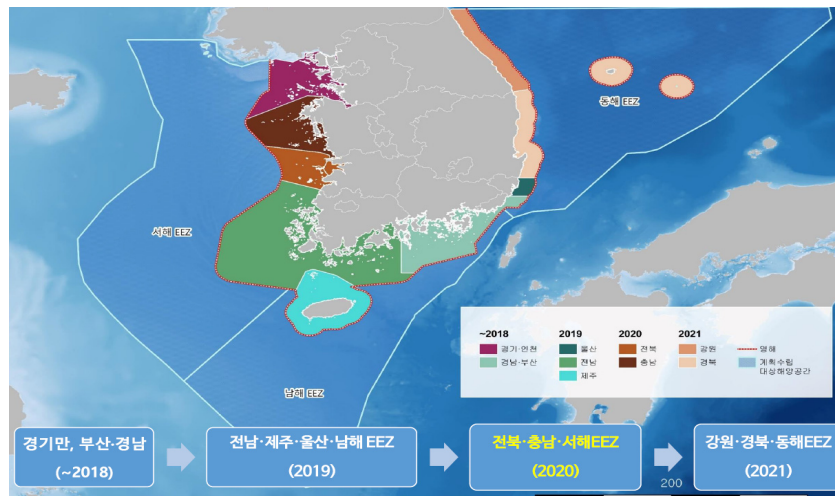 동해 EEZ
서해 EEZ
남해 EEZ
~2018
경기·인천
경남·부산
2019
울산
전남
제주
2020
전북
충남
2021
강원
경북
영해
계획수립
대상해양공간
경기만, 부산·경남
(~2018)
전남·제주·울산·남해 EEZ
(2019)
전북·충남·서해EEZ
(2020)
강원·경북·동해EEZ
(2021)
200